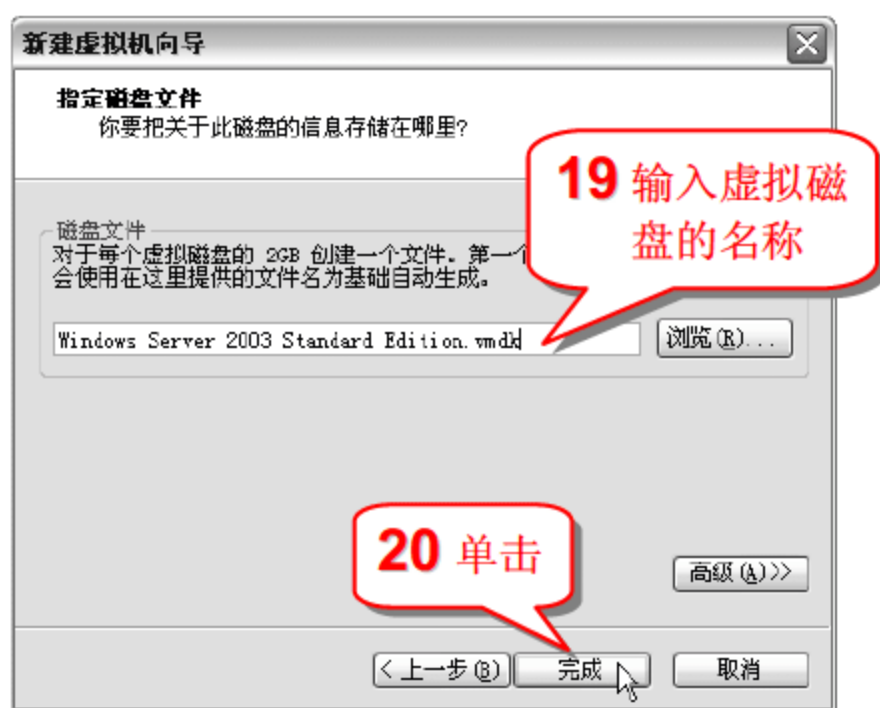 新建虚拟机向导
指定磁盘文件
你要把关于此磁盘的信息存储在哪里?
19 输入虚拟磁
盘的名称
磁盘文件
对于每个虚拟磁盘的 2GB 创建一个文件。第一个
会使用在这里提供的文件名为基础自动生成。
Windows Server 2003 Standard Edition.vmdk
浏览(R)...
20 单击
高级(A)>>
<上一步(B)
完成
取消